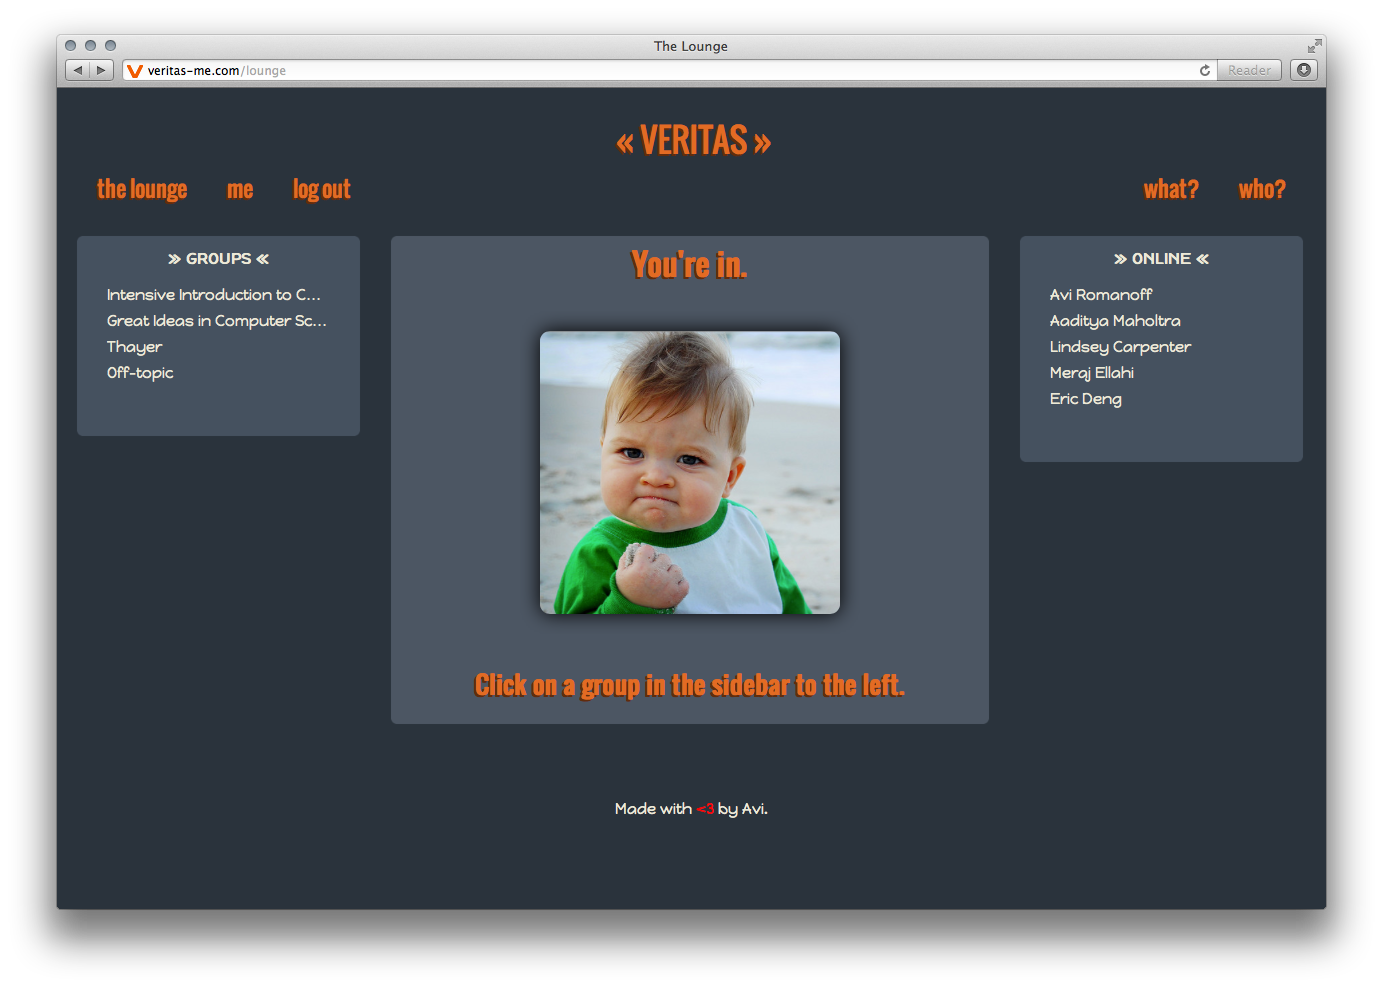 The Lounge
veritas-me.com/lounge
Reader
« VERITAS »
the lounge me log out what? who?
» GROUPS «
Intensive Introduction to C...
Great Ideas in Computer Sc...
Thayer
Off-topic
You're in.
Click on a group in the sidebar to the left.
» ONLINE «
Avi Romanoff
Aaditya Maholtra
Lindsey Carpenter
Meraj Ellahi
Eric Deng
Made with <3 by Avi.